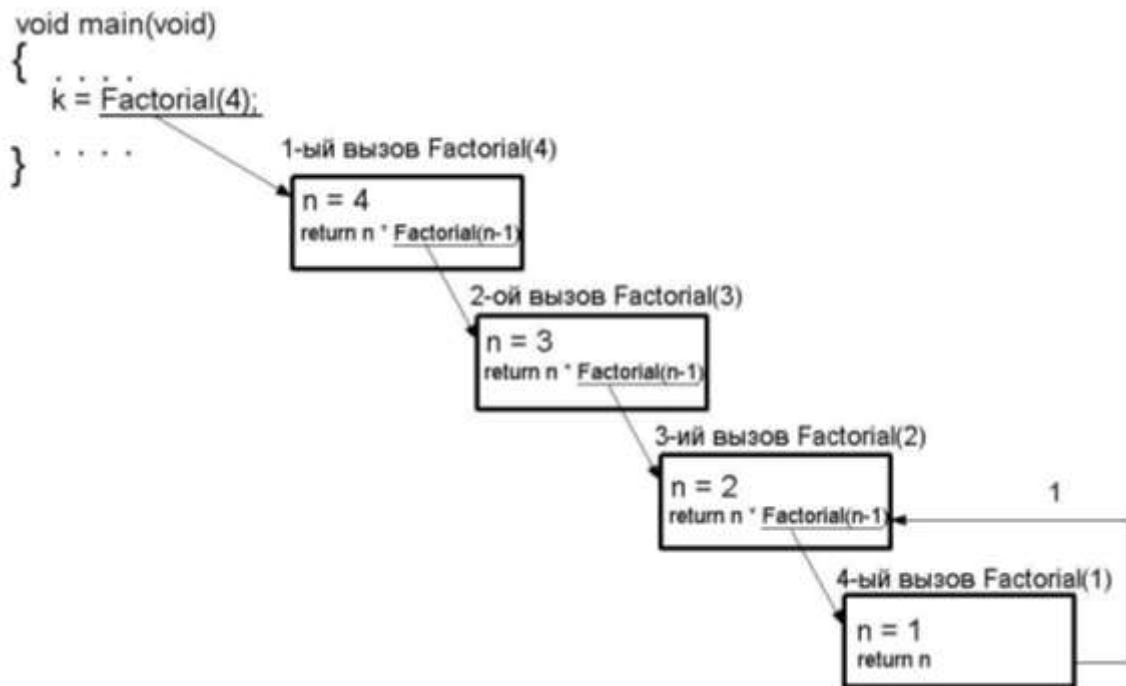 void main(void)
{ . . . .
k = Factorial(4);
} . . . .
1-ый вызов Factorial(4)
n = 4
return n * Factorial(n-1)
2-ой вызов Factorial(3)
n = 3
return n * Factorial(n-1)
3-ий вызов Factorial(2)
n = 2
return n * Factorial(n-1)
1
4-ый вызов Factorial(1)
n = 1
return n